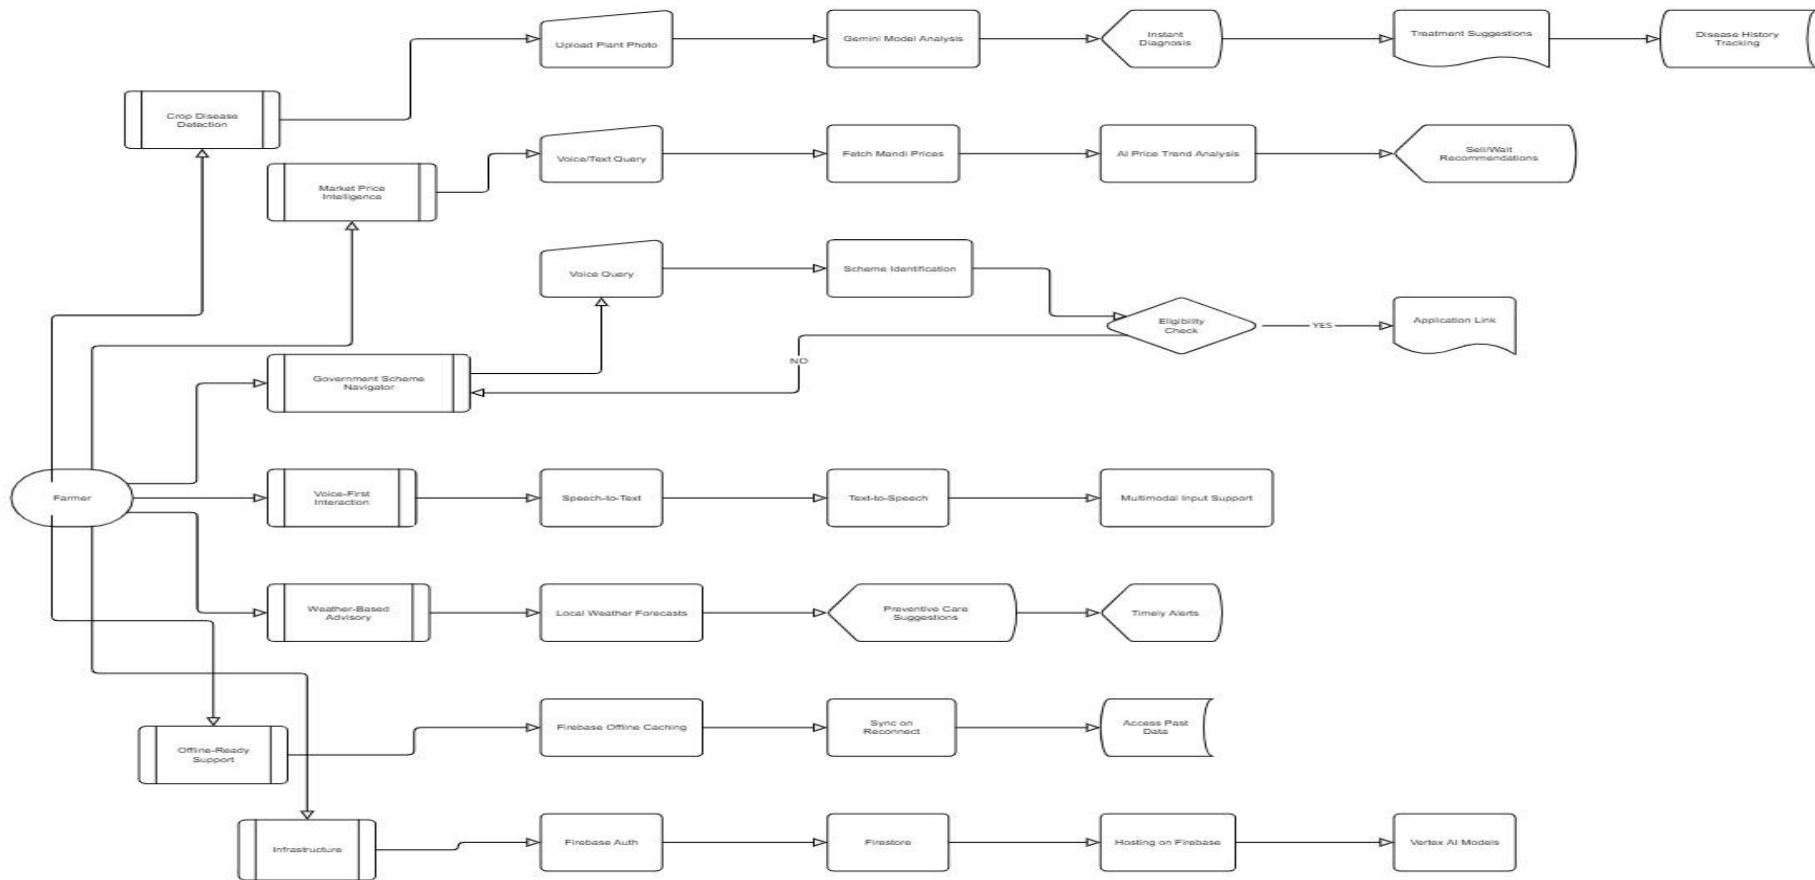 Upload Plant Photo
Gemini Model Analysis
Instant
Diagnosis
Treatment Suggestions
Disease History
Tracking
Crop Disease
Detection
Market Price
Intelligence
Voice/Text Query
Fetch Mandi Prices
AI Price Trend Analysis
Sell/Wait
Recommendations
Voice Query
Scheme Identification
Eligibility
Check
YES
Application Link
NO
Government Scheme
Navigator
Farmer
Voice-First
Interaction
Speech-to-Text
Text-to-Speech
Multimodal Input Support
Weather-Based
Advisory
Local Weather Forecasts
Preventive Care
Suggestions
Timely Alerts
Offline-Ready
Support
Firebase Offline Caching
Sync on
Reconnect
Access Past
Data
Infrastructure
Firebase Auth
Firestore
Hosting on Firebase
Vertex AI Models